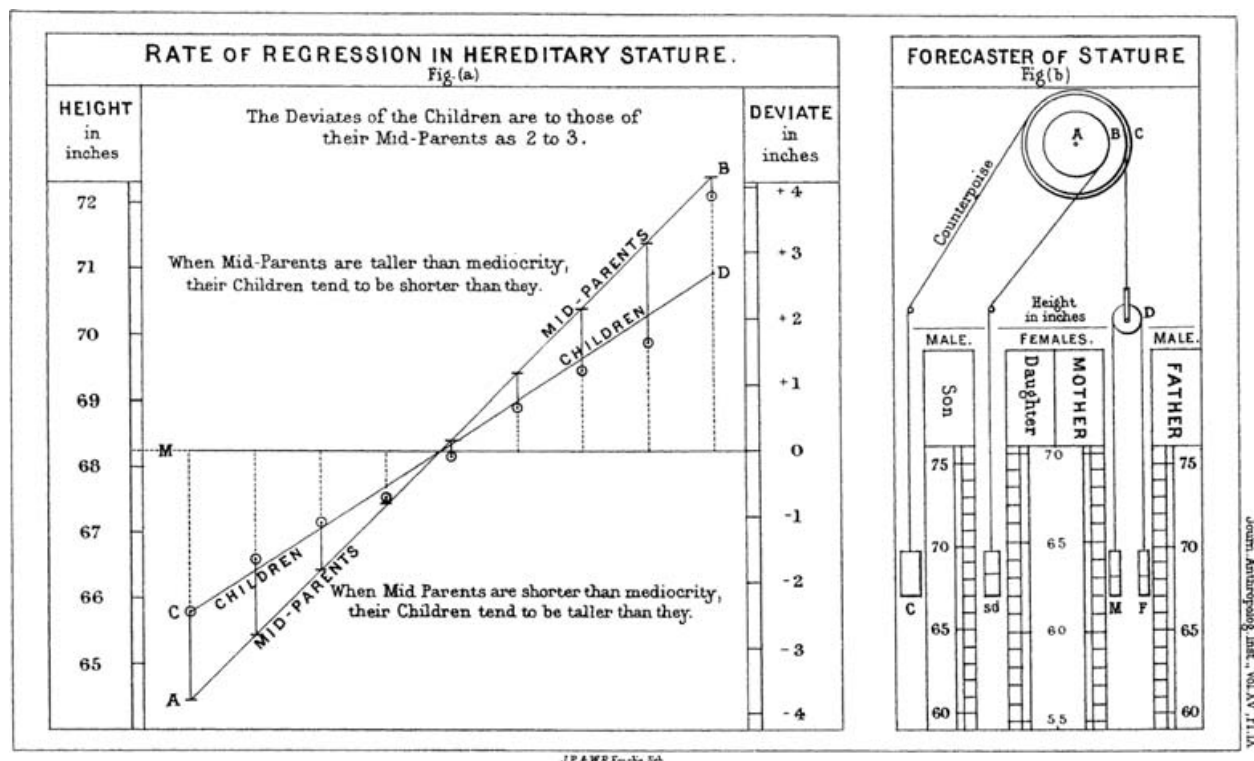 RATE OF REGRESSION IN HEREDITARY STATURE.
Fig. (a)
HEIGHT
in
inches
The Deviates of the Children are to those of
their Mid-Parents as 2 to 3.
DEVIATE
in
inches
72
71
70
69
68
67
66
65
When Mid-Parents are taller than mediocrity,
their Children tend to be shorter than they.
MID-PARENTS
CHILDREN
B
D
M
C
A
CHILDREN
MID-PARENTS
When Mid Parents are shorter than mediocrity,
their Children tend to be taller than they.
+4
+3
+2
+1
0
-1
-2
-3
-4
FORECASTER OF STATURE
Fig (b)
A B C
Counterpoise
D
Height
in inches
MALE. FEMALES. MALE.
Son
Daughter
MOTHER
FATHER
75
70
65
60
70
65
60
55
75
70
65
60
C
sd
M
F